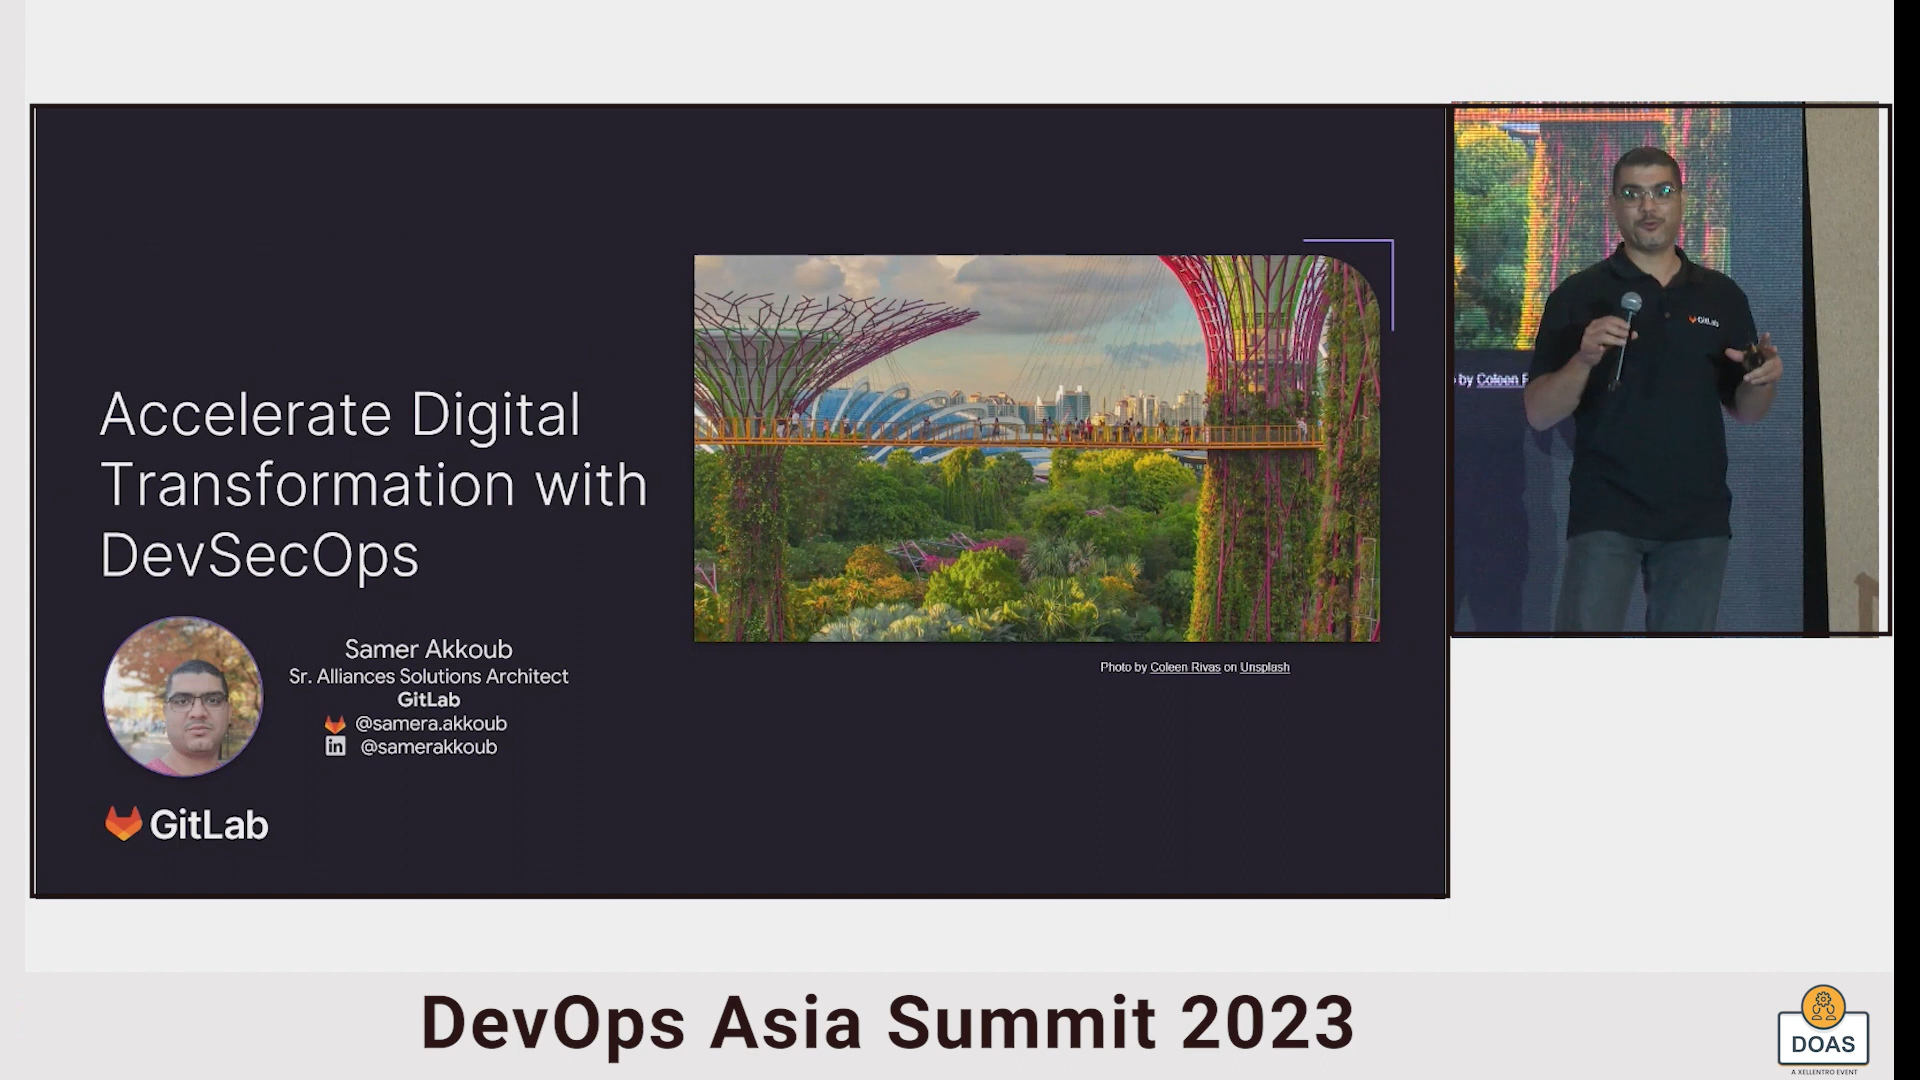 Accelerate Digital
Transformation with
DevSecOps
Samer Akkoub
Sr. Alliances Solutions Architect
GitLab
@samera.akkoub
in @samerakkoub
GitLab
Photo by Coleen Rivas on Unsplash
GitLab
by Coleen
DevOps Asia Summit 2023
DOAS
A XELLENTRO EVENT